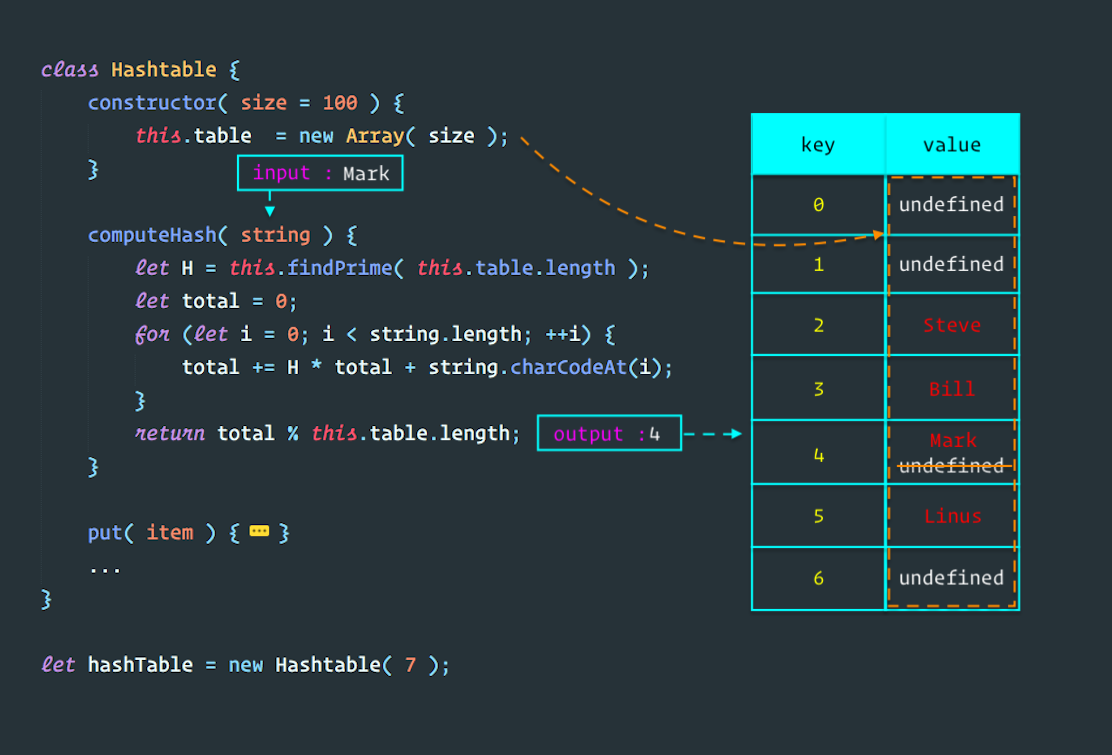 class Hashtable {
constructor( size = 100 ) {
this.table  = new Array( size );
}
input : Mark
computeHash( string ) {
let H = this.findPrime( this.table.length );
let total = 0;
for (let i = 0; i < string.length; ++i) {
total += H * total + string.charCodeAt(i);
}
return total % this.table.length;
output :4
}
put( item ) { ··· }
...
}
let hashTable = new Hashtable( 7 );
key value
0 undefined
1 undefined
2 Steve
3 Bill
4 Mark
undefined
5 Linus
6 undefined